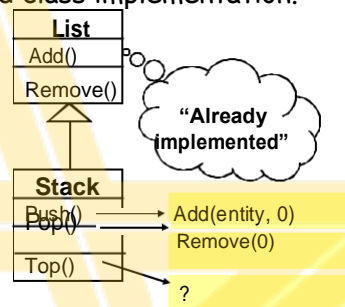 d class implementation.
List
Add()
Remove()
“Already
implemented”
Stack
Push()
Add(entity, 0)
Pop()
Remove(0)
Top()
?